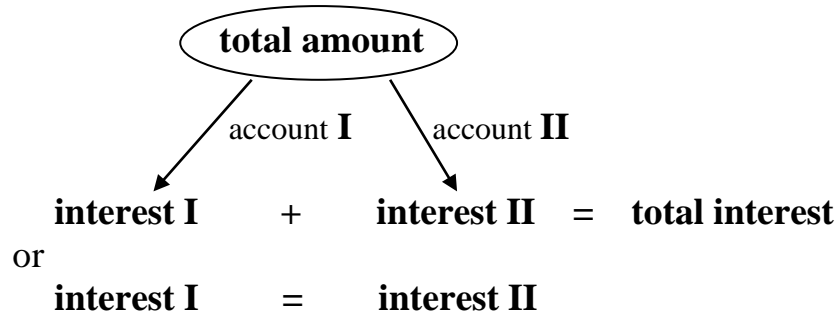 total amount
account I account II
interest I + interest II = total interest
or
interest I = interest II